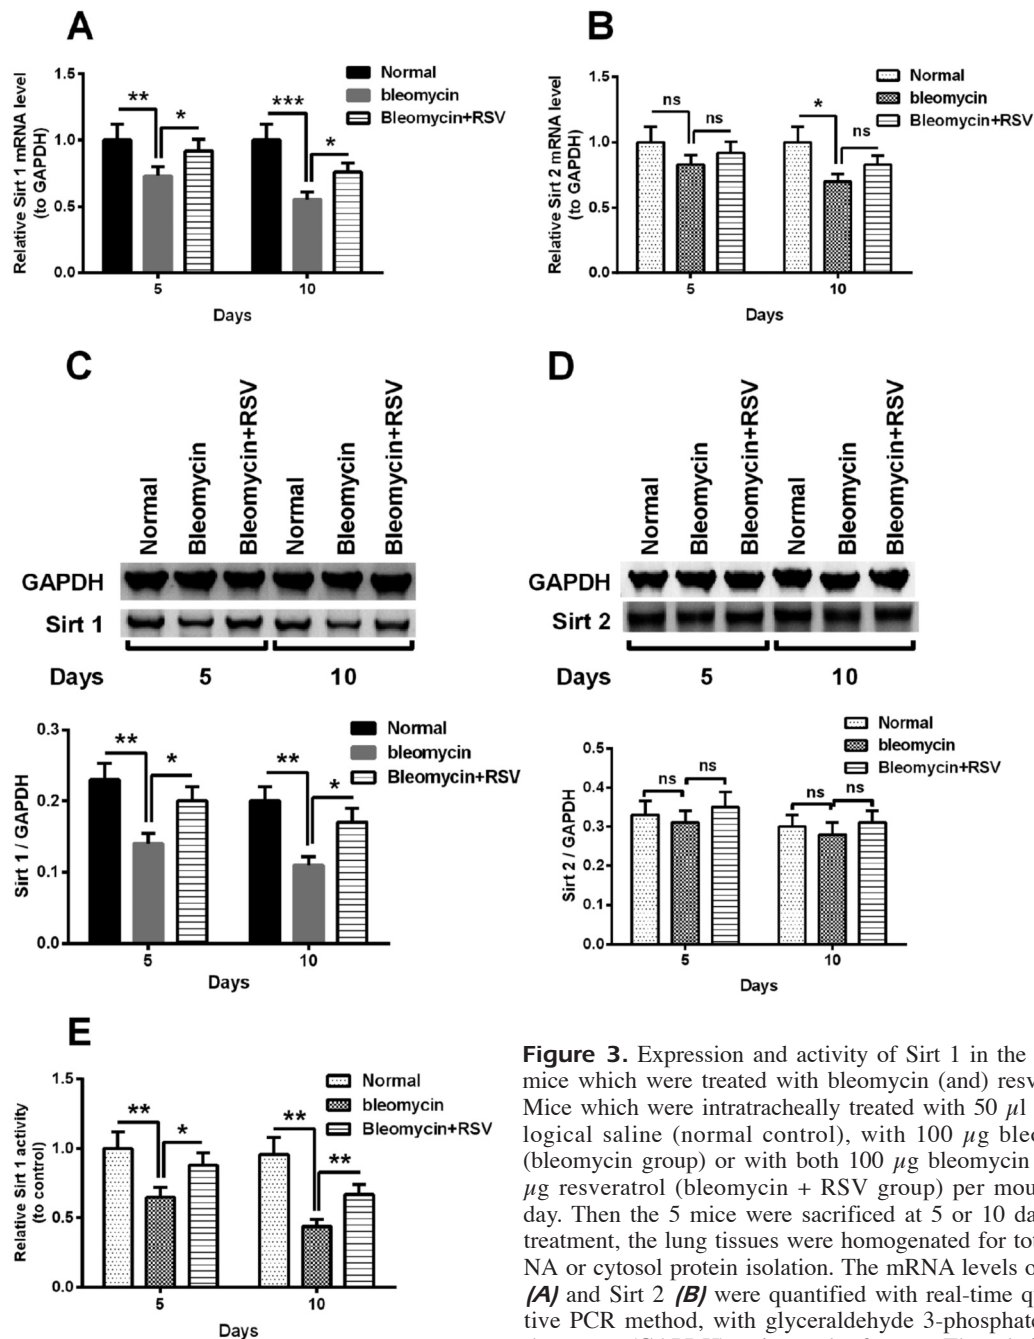 A
Relative Sirt 1 mRNA level
(to GAPDH)
1.5
1.0
0.5
0.0
**
*
***
*
Normal
bleomycin
Bleomycin+RSV
5
10
Days
B
Relative Sirt 2 mRNA level
(to GAPDH)
1.5
1.0
0.5
0.0
ns
ns
*
ns
Normal
bleomycin
Bleomycin+RSV
5
10
Days
C
Normal
Bleomycin
Bleomycin+RSV
Normal
Bleomycin
Bleomycin+RSV
GAPDH
Sirt 1
Days
5
10
Sirt 1 / GAPDH
0.3
0.2
0.1
0.0
**
*
**
*
Normal
bleomycin
Bleomycin+RSV
5
10
Days
D
Normal
Bleomycin
Bleomycin+RSV
Normal
Bleomycin
Bleomycin+RSV
GAPDH
Sirt 2
Days
5
10
Sirt 2 / GAPDH
0.5
0.4
0.3
0.2
0.1
0.0
ns
ns
ns
ns
Normal
bleomycin
Bleomycin+RSV
5
10
Days
E
Relative Sirt 1 activity
(to control)
1.5
1.0
0.5
0.0
**
*
**
**
Normal
bleomycin
Bleomycin+RSV
5
10
Days
Figure 3. Expression and activity of Sirt 1 in the
mice which were treated with bleomycin (and) resv
Mice which were intratracheally treated with 50 µl
logical saline (normal control), with 100 µg bleo
(bleomycin group) or with both 100 µg bleomycin
µg resveratrol (bleomycin + RSV group) per mou
day. Then the 5 mice were sacrificed at 5 or 10 da
treatment, the lung tissues were homogenated for tot
NA or cytosol protein isolation. The mRNA levels o
(A) and Sirt 2 (B) were quantified with real-time q
tive PCR method, with glyceraldehyde 3-phosphat